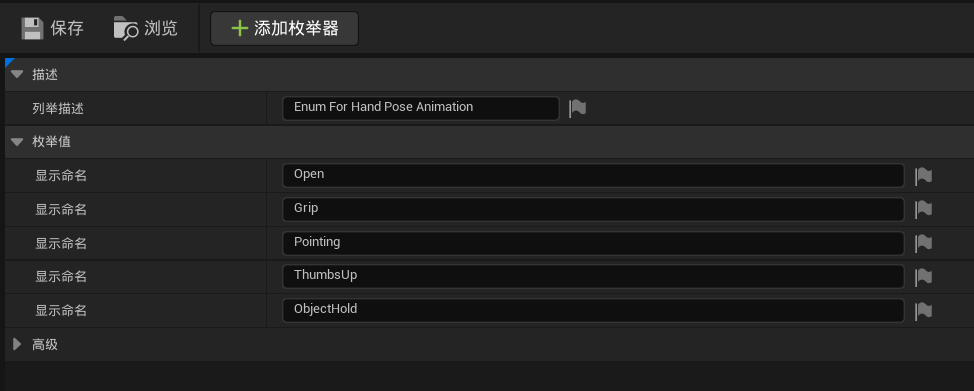 保存 浏览 添加枚举器
描述
列举描述 Enum For Hand Pose Animation
枚举值
显示命名 Open
显示命名 Grip
显示命名 Pointing
显示命名 ThumbsUp
显示命名 ObjectHold
高级